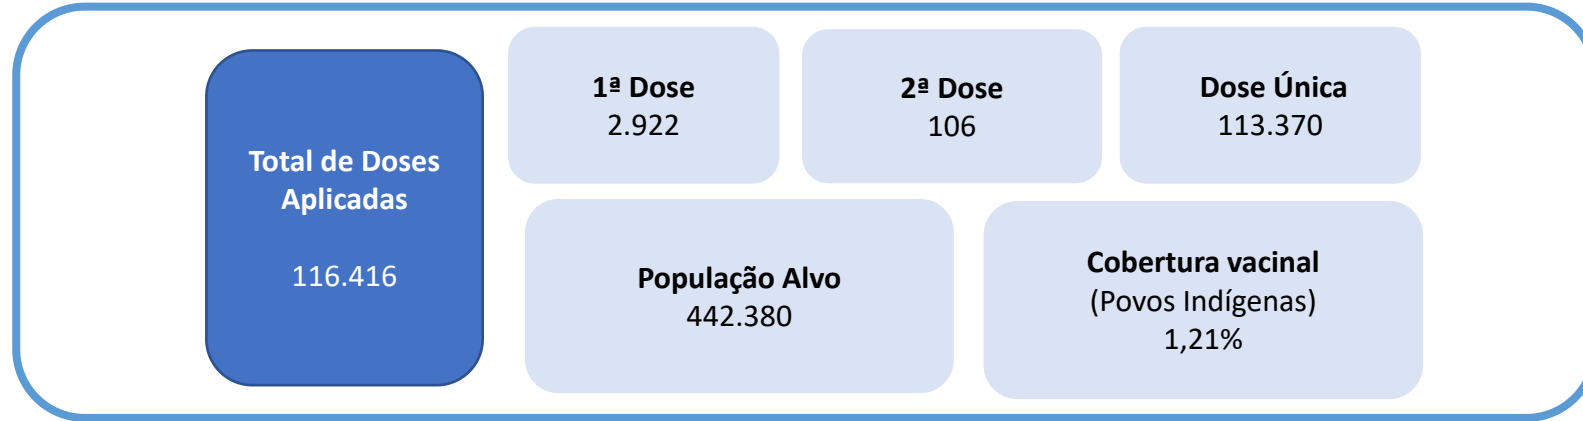 Total de Doses
Aplicadas
116.416
1ª Dose
2.922
2ª Dose
106
Dose Única
113.370
População Alvo
442.380
Cobertura vacinal
(Povos Indígenas)
1,21%